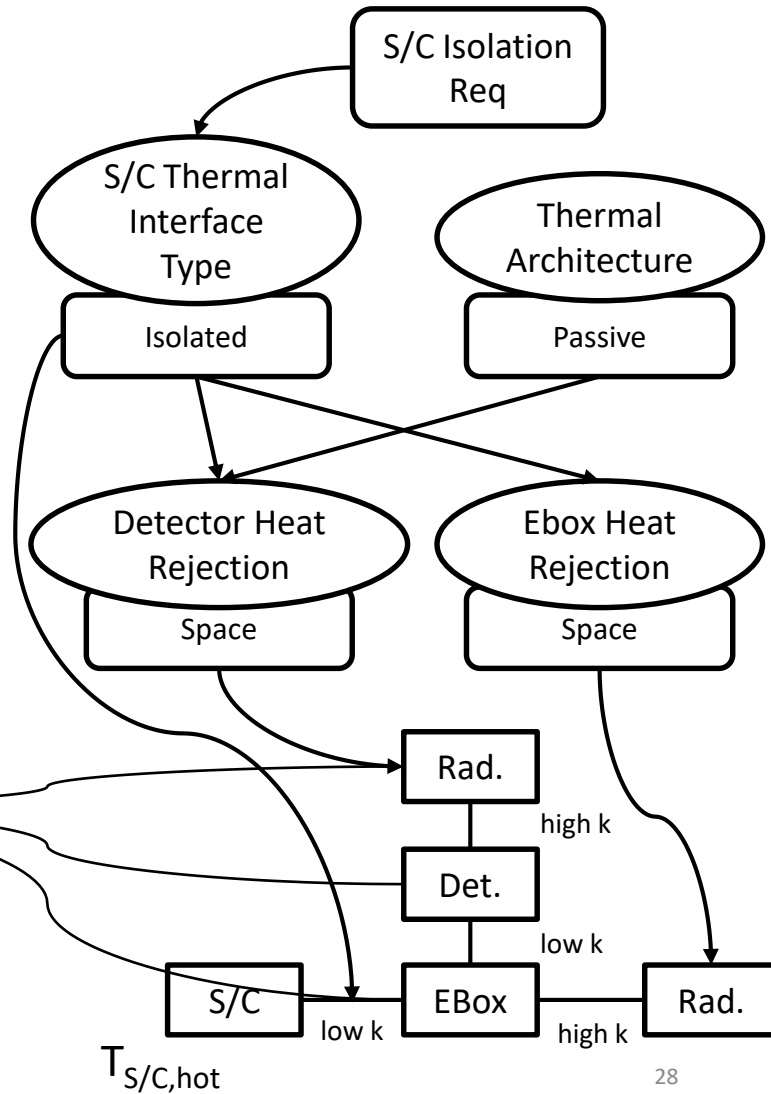 S/C Isolation
Req
S/C Thermal
Interface
Type
Thermal
Architecture
Isolated
Passive
Detector Heat
Rejection
Ebox Heat
Rejection
Space
Space
Rad.
high k
Det.
low k
S/C
low k
EBox
high k
Rad.
T_S/C,hot
28